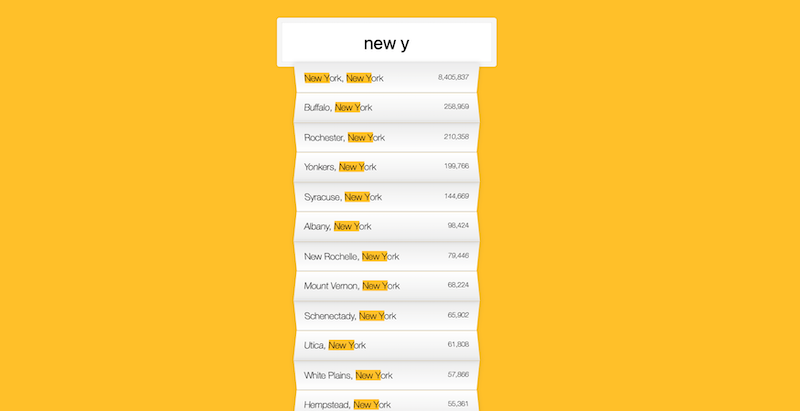 new y
New York, New York 8,405,837
Buffalo, New York 258,959
Rochester, New York 210,358
Yonkers, New York 199,766
Syracuse, New York 144,669
Albany, New York 98,424
New Rochelle, New York 79,446
Mount Vernon, New York 68,224
Schenectady, New York 65,902
Utica, New York 61,808
White Plains, New York 57,866
Hempstead, New York 55,361